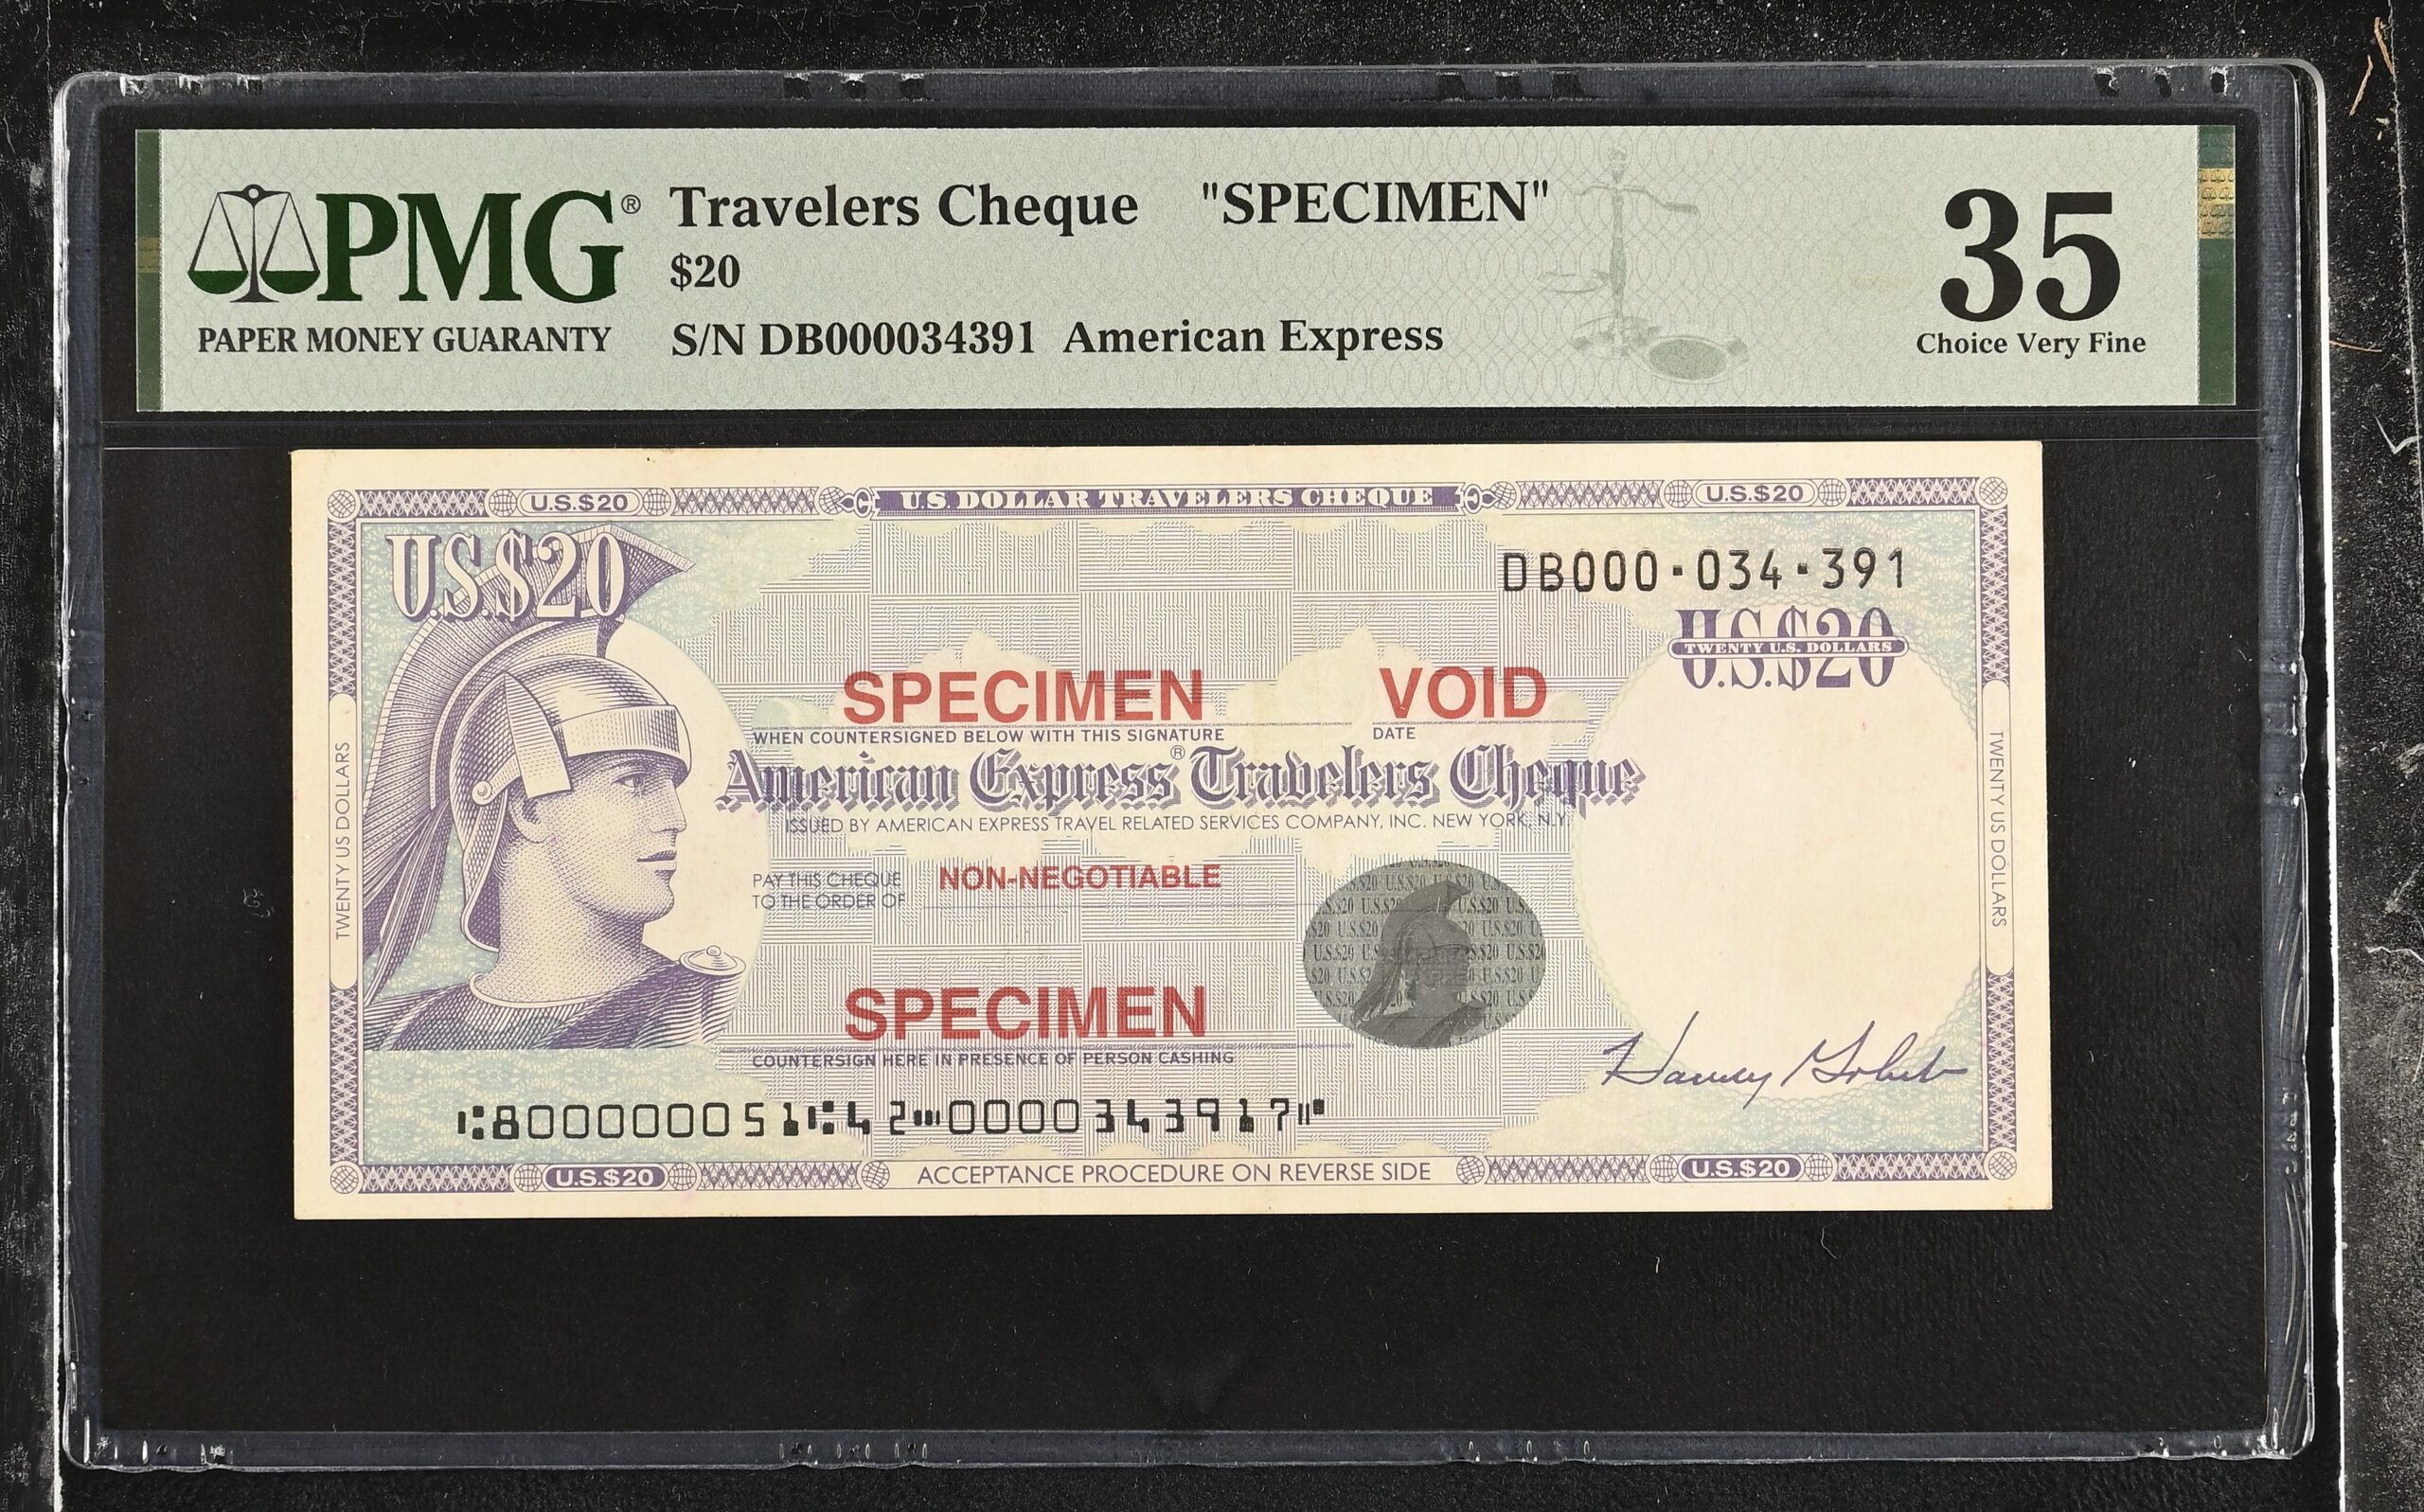 PMG®
PAPER MONEY GUARANTY
Travelers Cheque "SPECIMEN"
$20
S/N DB000034391 American Express
35
Choice Very Fine
U.S.$20 U.S. DOLLAR TRAVELERS CHEQUE U.S.$20
U.S.$20
DB000·034·391
U.S.$20
TWENTY U.S. DOLLARS
SPECIMEN VOID
WHEN COUNTERSIGNED BELOW WITH THIS SIGNATURE DATE
American Express® Travelers Cheque
ISSUED BY AMERICAN EXPRESS TRAVEL RELATED SERVICES COMPANY, INC. NEW YORK, N.Y.
PAY THIS CHEQUE
TO THE ORDER OF
NON-NEGOTIABLE
TWENTY US DOLLARS
TWENTY US DOLLARS
SPECIMEN
COUNTERSIGN HERE IN PRESENCE OF PERSON CASHING
⑆800000051⑆42⑈0000343917⑈
U.S.$20 ACCEPTANCE PROCEDURE ON REVERSE SIDE U.S.$20